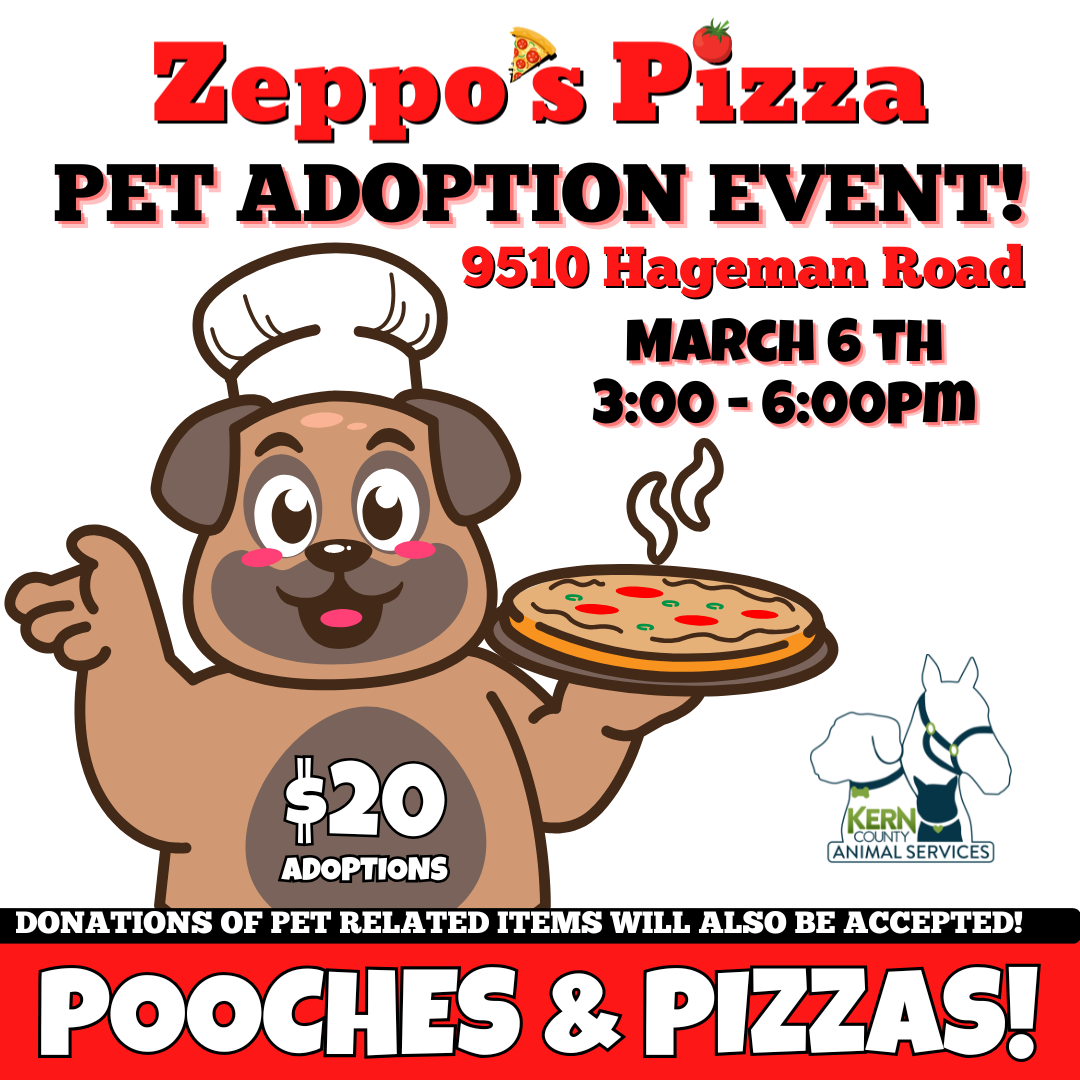 Zeppo's Pizza
PET ADOPTION EVENT!
9510 Hageman Road
MARCH 6 TH
3:00 - 6:00PM
$20
ADOPTIONS
KERN
COUNTY
ANIMAL SERVICES
DONATIONS OF PET RELATED ITEMS WILL ALSO BE ACCEPTED!
POOCHES & PIZZAS!